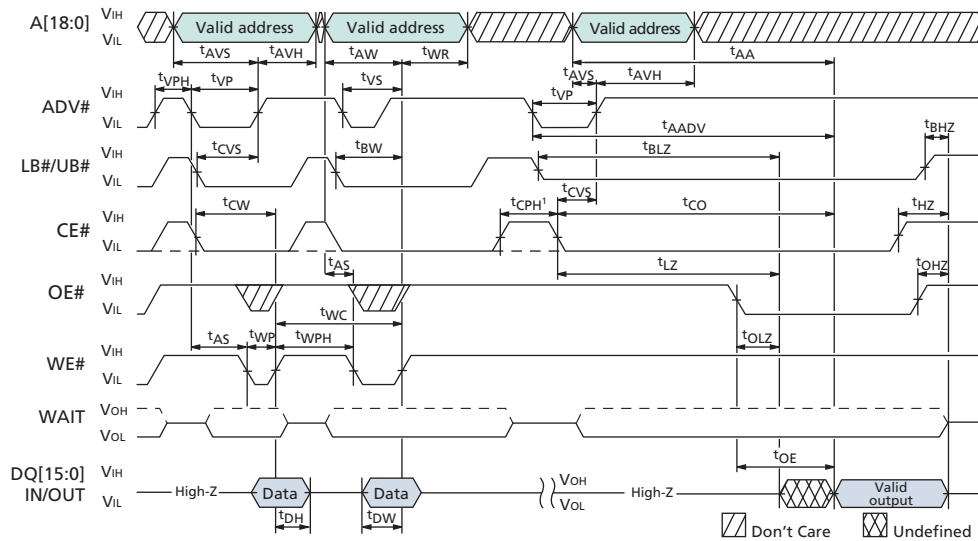 A[18:0] VIH VIL Valid address Valid address Valid address
tAVS tAVH tAW tWR tAA
tVPH tVP tVS tAVS tAVH tVP
ADV# VIH VIL
tAADV
tCVS tBW tBLZ tBHZ
LB#/UB# VIH VIL
tCVS
tCW tCPH1 tCO tHZ
CE# VIH VIL
tAS tLZ tOHZ
OE# VIH VIL
tWC
tAS tWP tWPH tOLZ
WE# VIH VIL
WAIT VOH VOL
tOE
DQ[15:0] IN/OUT VIH VIL High-Z Data Data VOH VOL High-Z Valid output
tDH tDW
Don't Care Undefined